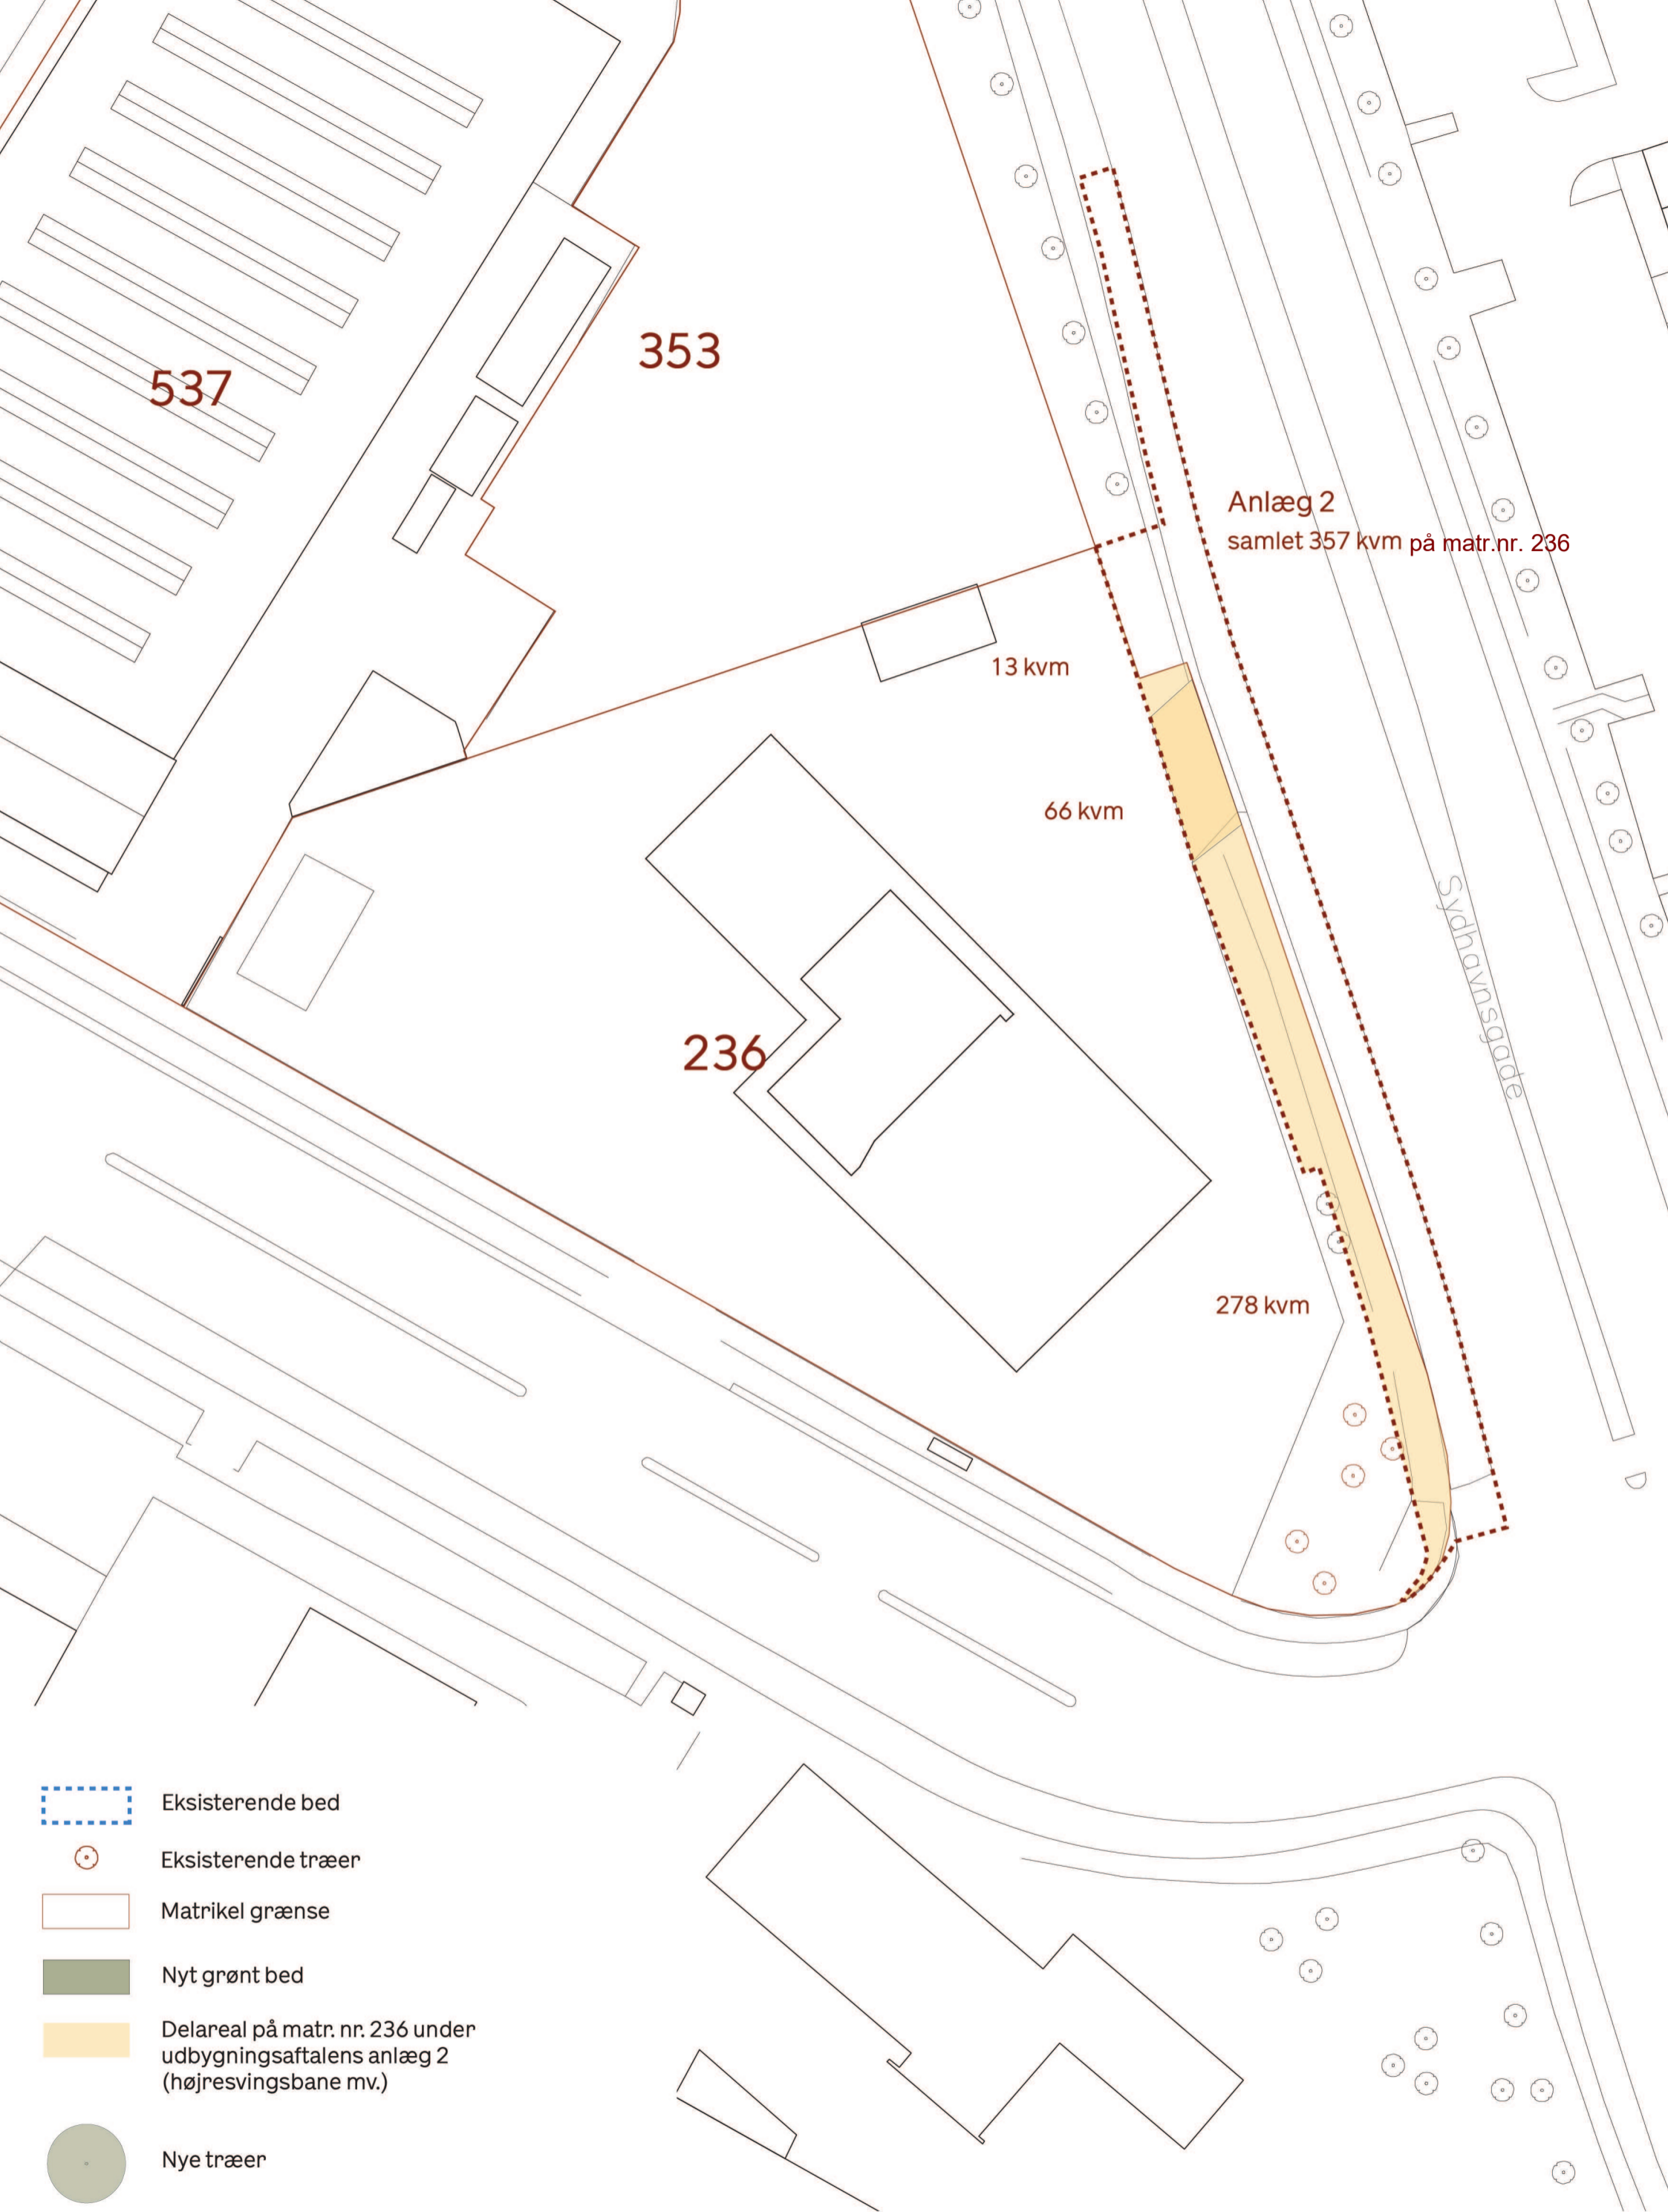 353
537
Anlæg 2
samlet 357 kvm på matr.nr. 236
13 kvm
66 kvm
Sydhavnsgade
236
278 kvm
Eksisterende bed
Eksisterende træer
Matrikel grænse
Nyt grønt bed
Delareal på matr. nr. 236 under
udbygningsaftalens anlæg 2
(højresvingsbane mv.)
Nye træer